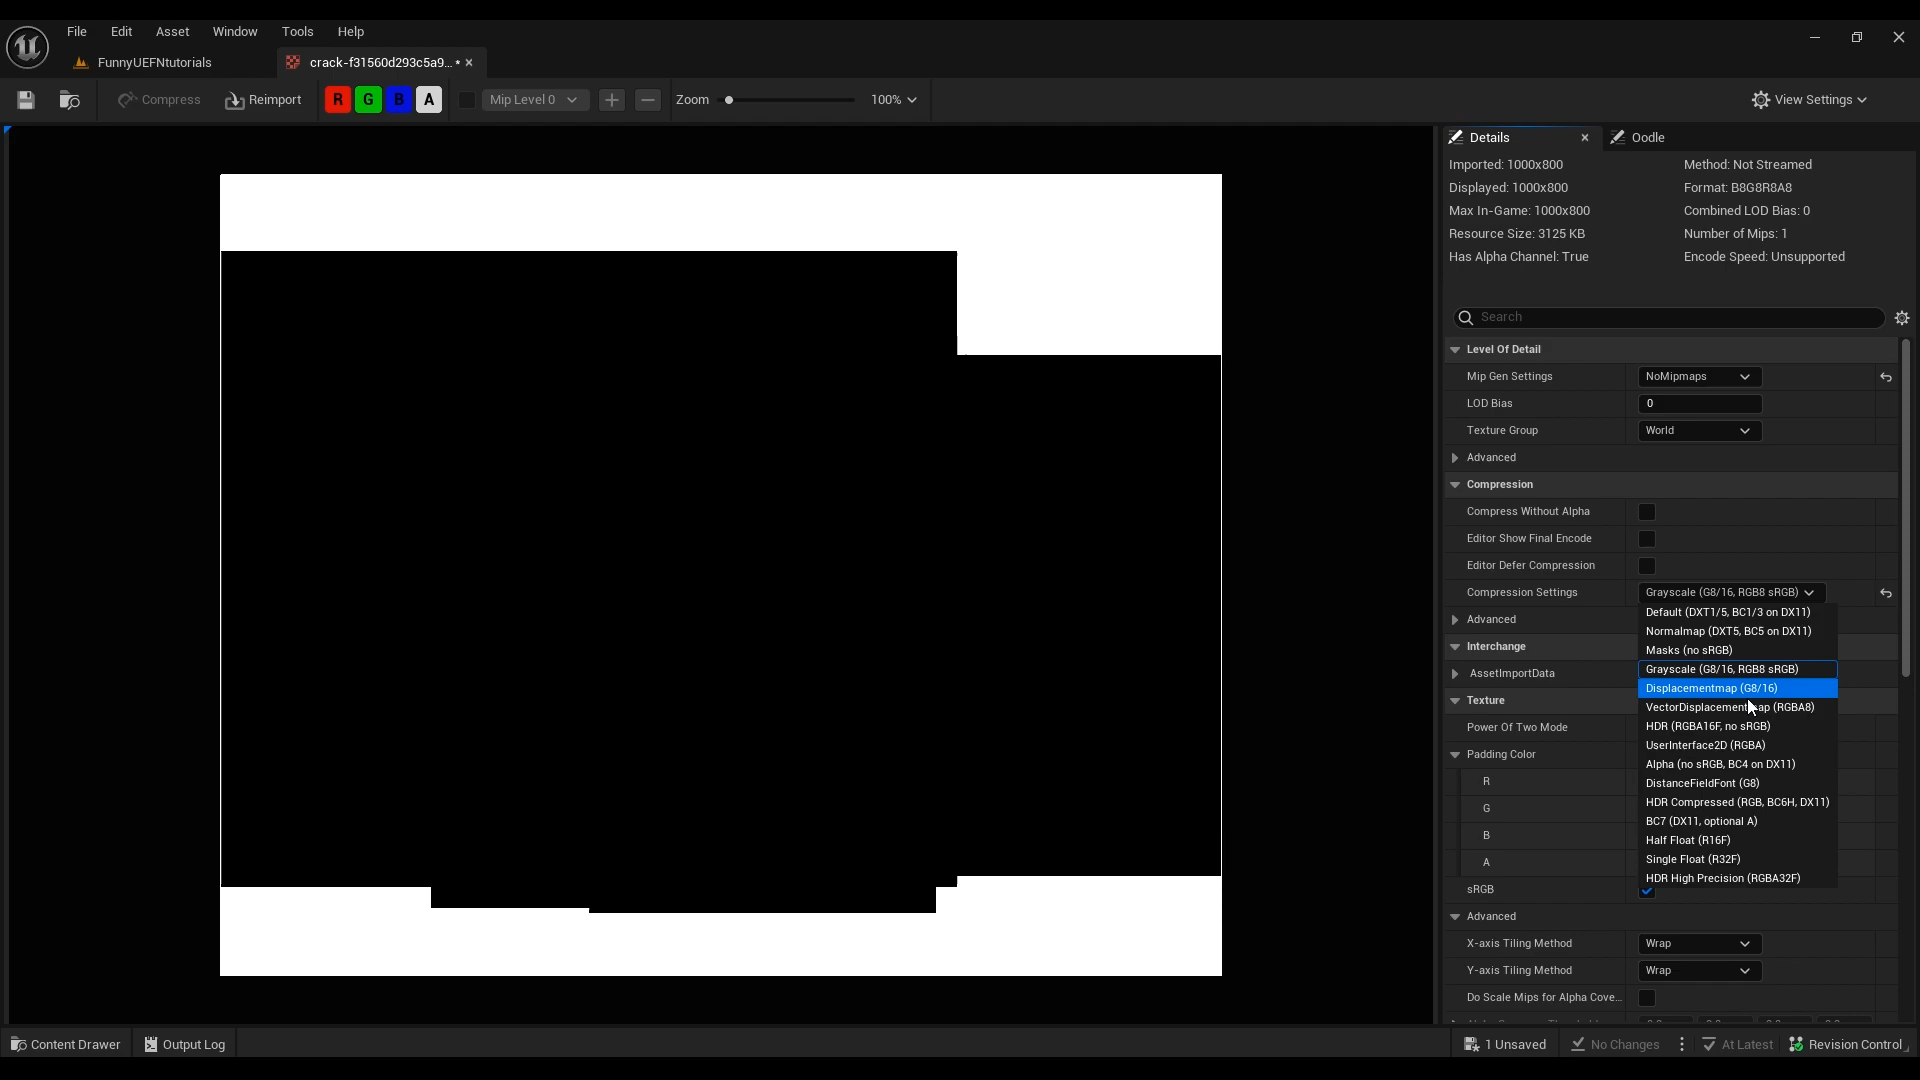 File Edit Asset Window Tools Help
FunnyUEFNtutorials
crack-f31560d293c5a9... *
Compress
Reimport
R G B A
Mip Level 0
Zoom
100%
View Settings
Details
Oodle
Imported: 1000x800
Method: Not Streamed
Displayed: 1000x800
Format: B8G8R8A8
Max In-Game: 1000x800
Combined LOD Bias: 0
Resource Size: 3125 KB
Number of Mips: 1
Has Alpha Channel: True
Encode Speed: Unsupported
Search
Level Of Detail
Mip Gen Settings
NoMipmaps
LOD Bias
0
Texture Group
World
Advanced
Compression
Compress Without Alpha
Editor Show Final Encode
Editor Defer Compression
Compression Settings
Grayscale (G8/16, RGB8 sRGB)
Default (DXT1/5, BC1/3 on DX11)
Advanced
Normalmap (DXT5, BC5 on DX11)
Interchange
Masks (no sRGB)
AssetImportData
Grayscale (G8/16, RGB8 sRGB)
Displacementmap (G8/16)
Texture
VectorDisplacementmap (RGBA8)
Power Of Two Mode
HDR (RGBA16F, no sRGB)
UserInterface2D (RGBA)
Padding Color
Alpha (no sRGB, BC4 on DX11)
R
DistanceFieldFont (G8)
G
HDR Compressed (RGB, BC6H, DX11)
B
BC7 (DX11, optional A)
Half Float (R16F)
A
Single Float (R32F)
HDR High Precision (RGBA32F)
sRGB
Advanced
X-axis Tiling Method
Wrap
Y-axis Tiling Method
Wrap
Do Scale Mips for Alpha Cove...
Content Drawer
Output Log
1 Unsaved
No Changes
At Latest
Revision Control